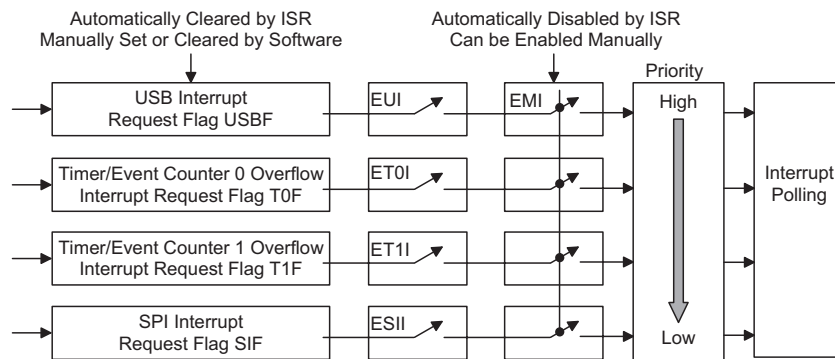 Automatically Cleared by ISR
Manually Set or Cleared by Software
Automatically Disabled by ISR
Can be Enabled Manually
Priority
USB Interrupt
Request Flag USBF
EUI
EMI
High
Timer/Event Counter 0 Overflow
Interrupt Request Flag T0F
ET0I
Interrupt
Polling
Timer/Event Counter 1 Overflow
Interrupt Request Flag T1F
ET1I
SPI Interrupt
Request Flag SIF
ESII
Low